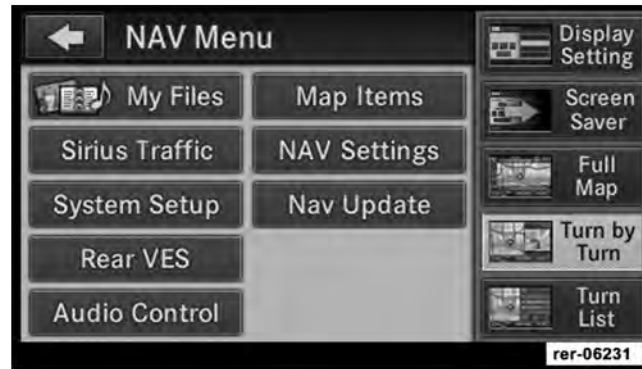 NAV Menu
My Files
Map Items
Sirius Traffic
NAV Settings
System Setup
Nav Update
Rear VES
Audio Control
Display
Setting
Screen
Saver
Full
Map
Turn by
Turn
Turn
List
rer-06231